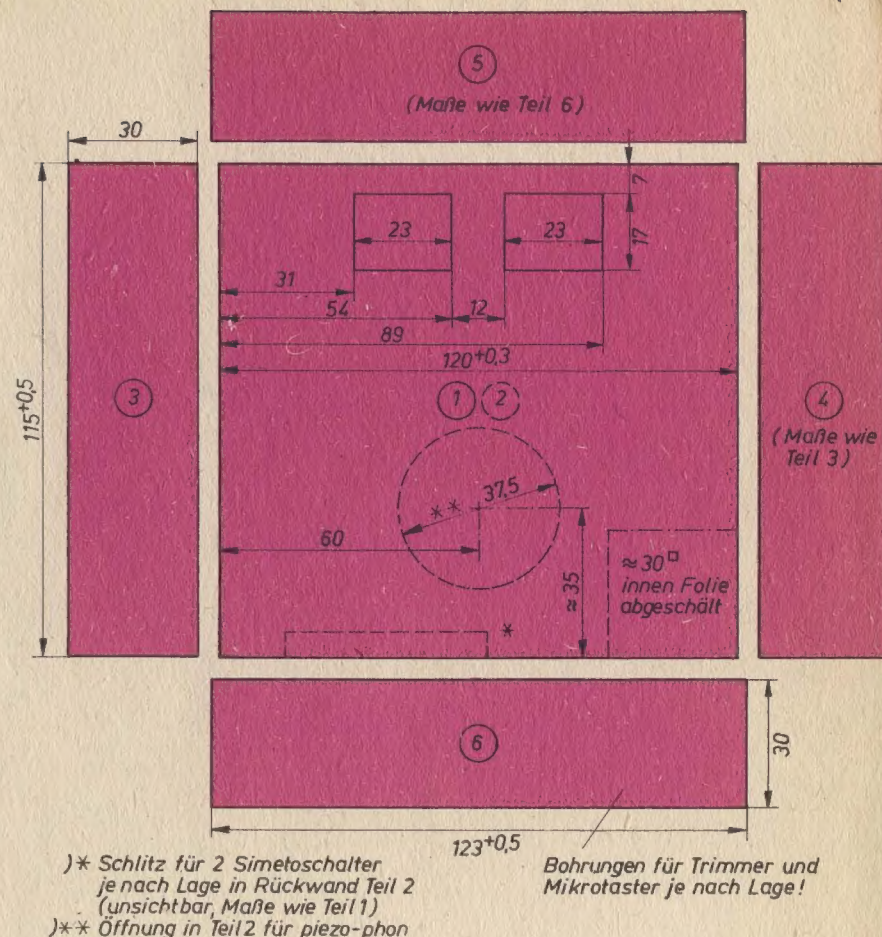 5
(Maße wie Teil 6)
30
7
23
23
17
31
54
12
89
120+0,3
115+0,5
3
1
2
4
(Maße wie
Teil 3)
37,5
**
60
≈35
≈30□
innen Folie
abgeschält
*
6
30
123+0,5
)* Schlitz für 2 Simetoschalter
je nach Lage in Rückwand Teil 2
(unsichtbar, Maße wie Teil 1)
)** Öffnung in Teil 2 für piezo-phon
Bohrungen für Trimmer und
Mikrotaster je nach Lage!